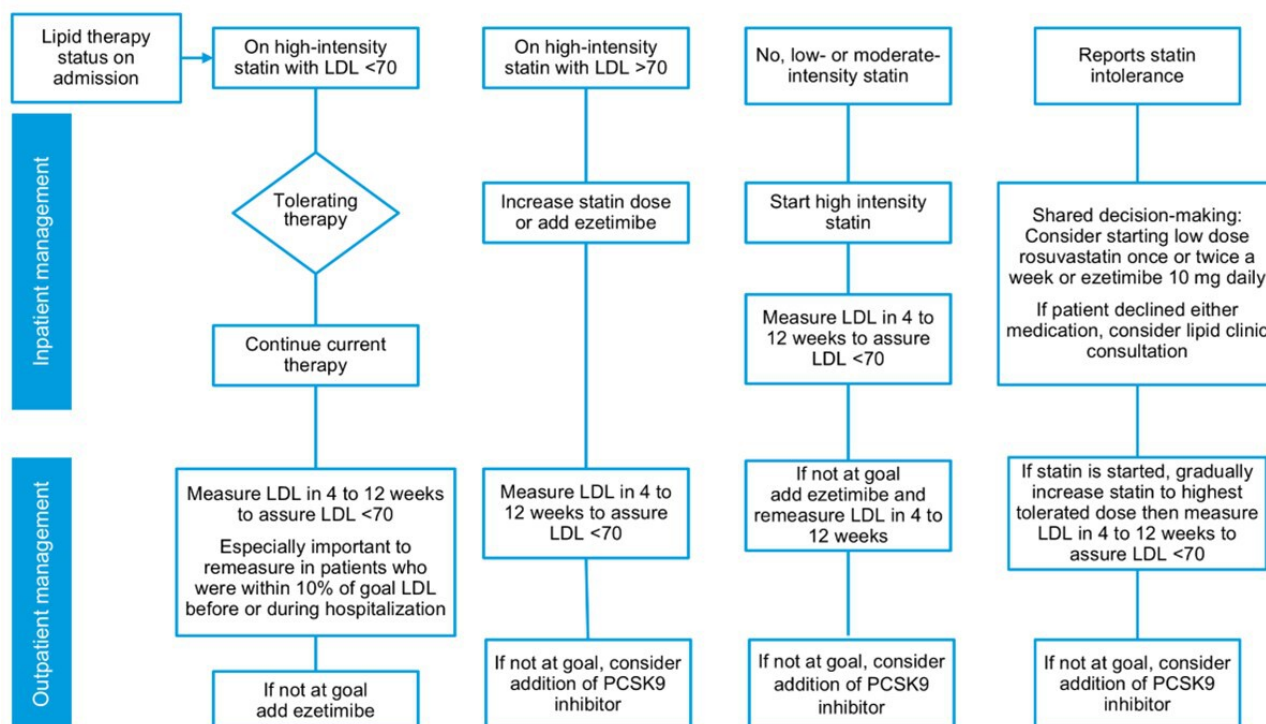 Lipid therapy
status on
admission
On high-intensity
statin with LDL <70
On high-intensity
statin with LDL >70
No, low- or moderate-
intensity statin
Reports statin
intolerance
Inpatient management
Tolerating
therapy
Continue current
therapy
Increase statin dose
or add ezetimibe
Start high intensity
statin
Measure LDL in 4 to
12 weeks to assure
LDL <70
Shared decision-making:
Consider starting low dose
rosuvastatin once or twice a
week or ezetimibe 10 mg daily
If patient declined either
medication, consider lipid clinic
consultation
Outpatient management
Measure LDL in 4 to 12 weeks
to assure LDL <70
Especially important to
remeasure in patients who
were within 10% of goal LDL
before or during hospitalization
If not at goal
add ezetimibe
Measure LDL in 4 to
12 weeks to assure
LDL <70
If not at goal, consider
addition of PCSK9
inhibitor
If not at goal
add ezetimibe and
remeasure LDL in 4 to
12 weeks
If not at goal, consider
addition of PCSK9
inhibitor
If statin is started, gradually
increase statin to highest
tolerated dose then measure
LDL in 4 to 12 weeks to
assure LDL <70
If not at goal, consider
addition of PCSK9
inhibitor